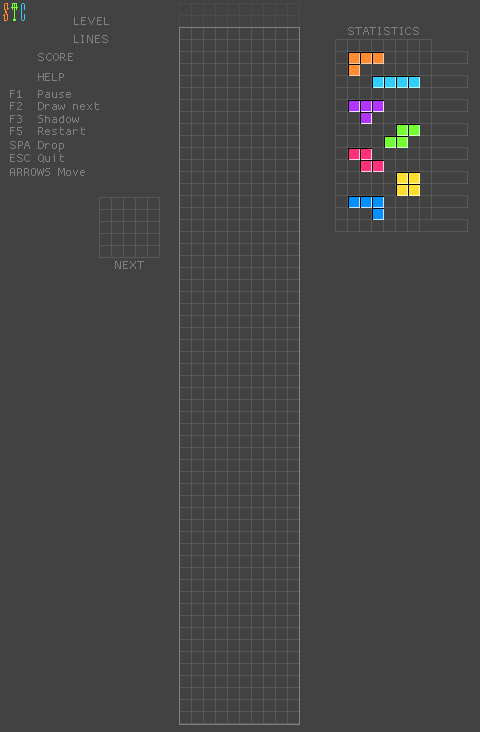 STC
LEVEL
LINES
SCORE
HELP
F1 Pause
F2 Draw next
F3 Shadow
F5 Restart
SPA Drop
ESC Quit
ARROWS Move
NEXT
STATISTICS